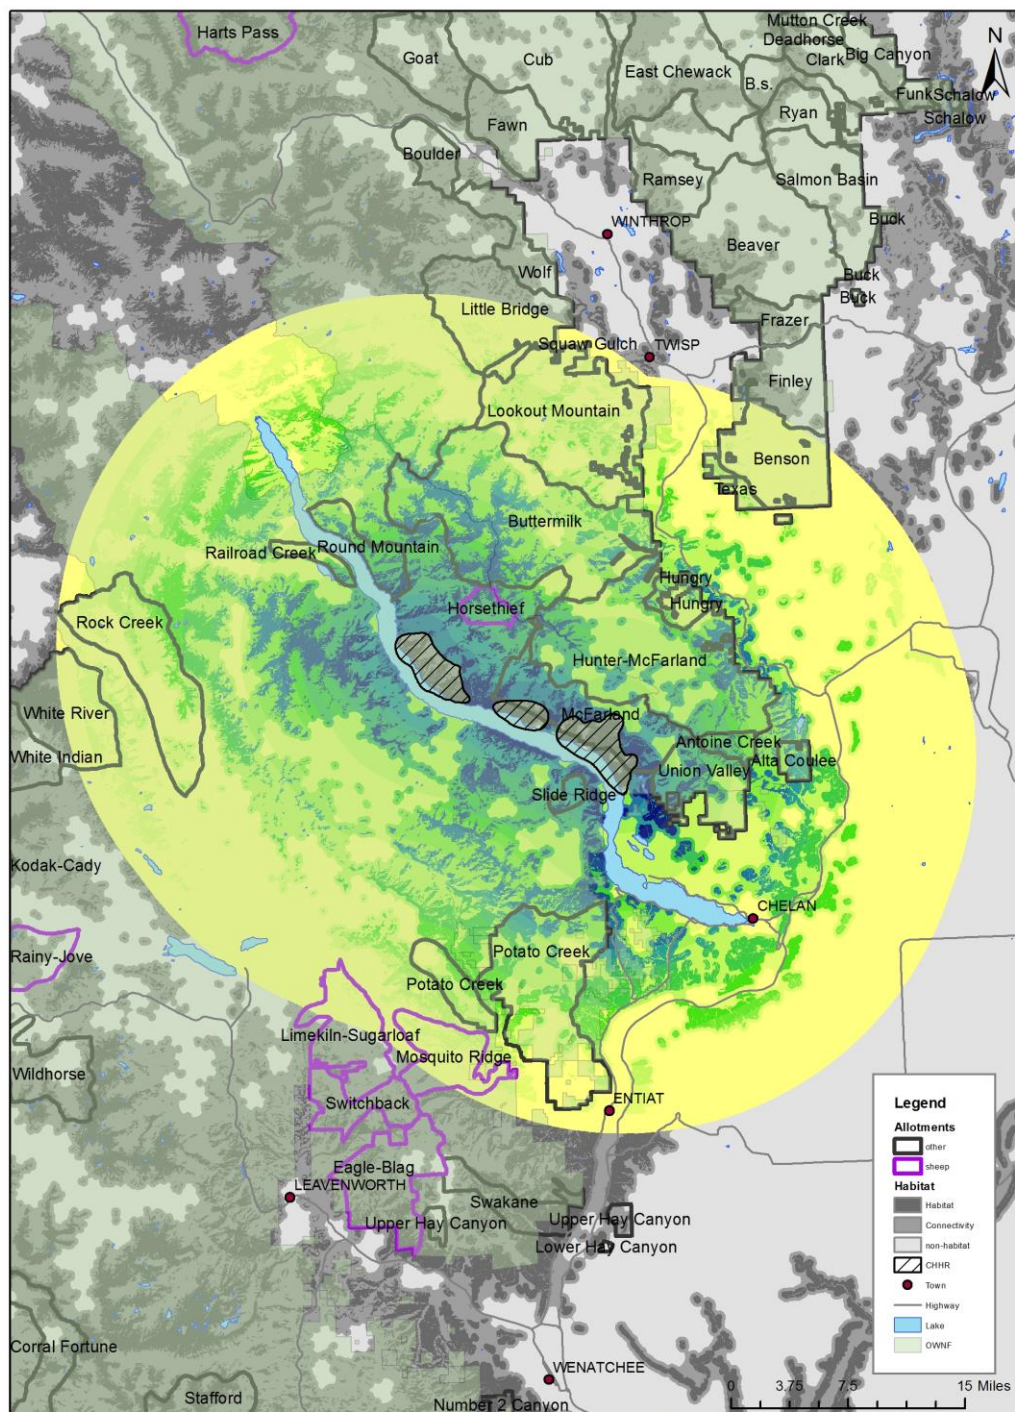 Mutton Creek
Harts Pass
Deadhorse
Goat
Cub
Clark
Big Canyon
N
East Chewack
B.s.
Funk
Schalow
Ryan
Schalow
Fawn
Boulder
Ramsey
Salmon Basin
WINTHROP
Buck
Beaver
Wolf
Buck
Buck
Little Bridge
Frazer
Squaw Gulch
TWISP
Finley
Lookout Mountain
Benson
Texas
Buttermilk
Round Mountain
Railroad Creek
Hungry
Horsethief
Hungry
Rock Creek
Hunter-McFarland
White River
McFarland
Antoine Creek
White Indian
Union Valley
Alta Coulee
Slide Ridge
Kodak-Cady
CHELAN
Potato Creek
Rainy-Jove
Potato Creek
Limekiln-Sugarloaf
Mosquito Ridge
Wildhorse
Switchback
ENTIAT
Eagle-Blag
LEAVENWORTH
Swakane
Upper Hay Canyon
Upper Hay Canyon
Lower Hay Canyon
Corral Fortune
WENATCHEE
Stafford
Number 2 Canyon
Legend
Allotments
other
sheep
Habitat
Habitat
Connectivity
non-habitat
CHHR
Town
Highway
Lake
OWNF
0 3.75 7.5 15 Miles